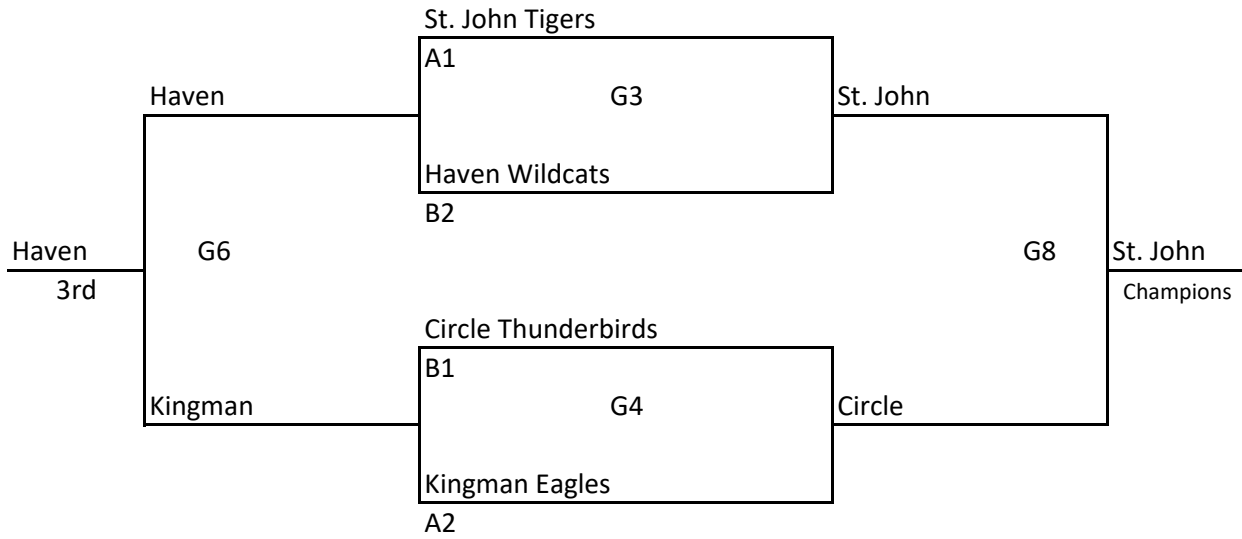 St. John Tigers
A1
Haven
G3
St. John
Haven Wildcats
B2
Haven
G6
G8
St. John
3rd
Champions
Circle Thunderbirds
B1
Kingman
G4
Circle
Kingman Eagles
A2